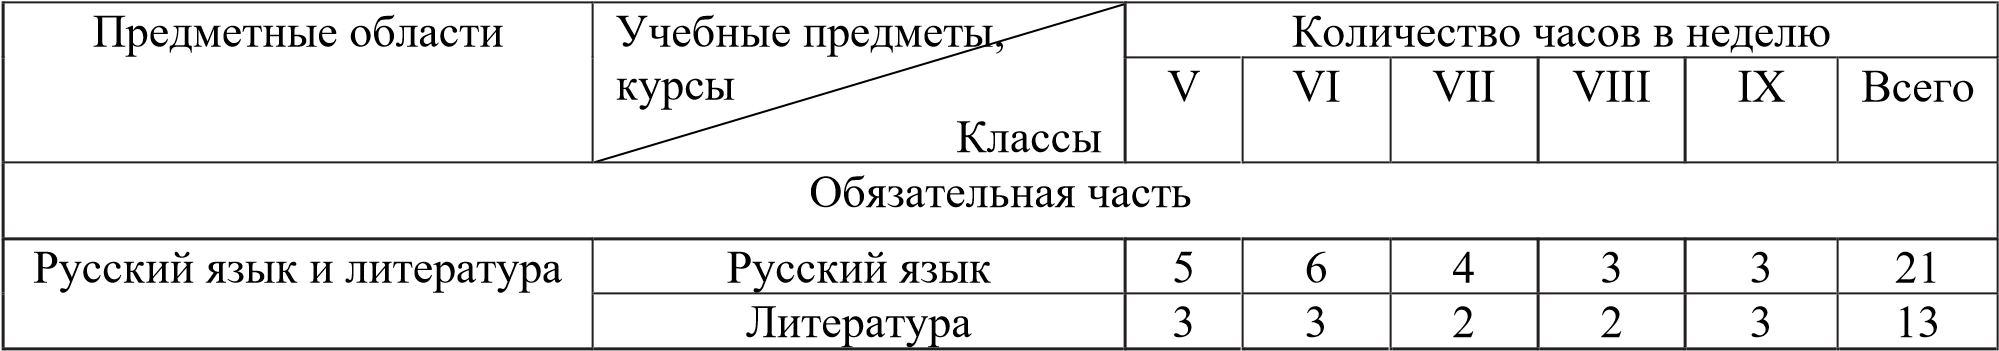 Предметные области Учебные предметы, курсы Классы Количество часов в неделю
V VI VII VIII IX Всего
Обязательная часть
Русский язык и литература Русский язык 5 6 4 3 3 21
Литература 3 3 2 2 3 13